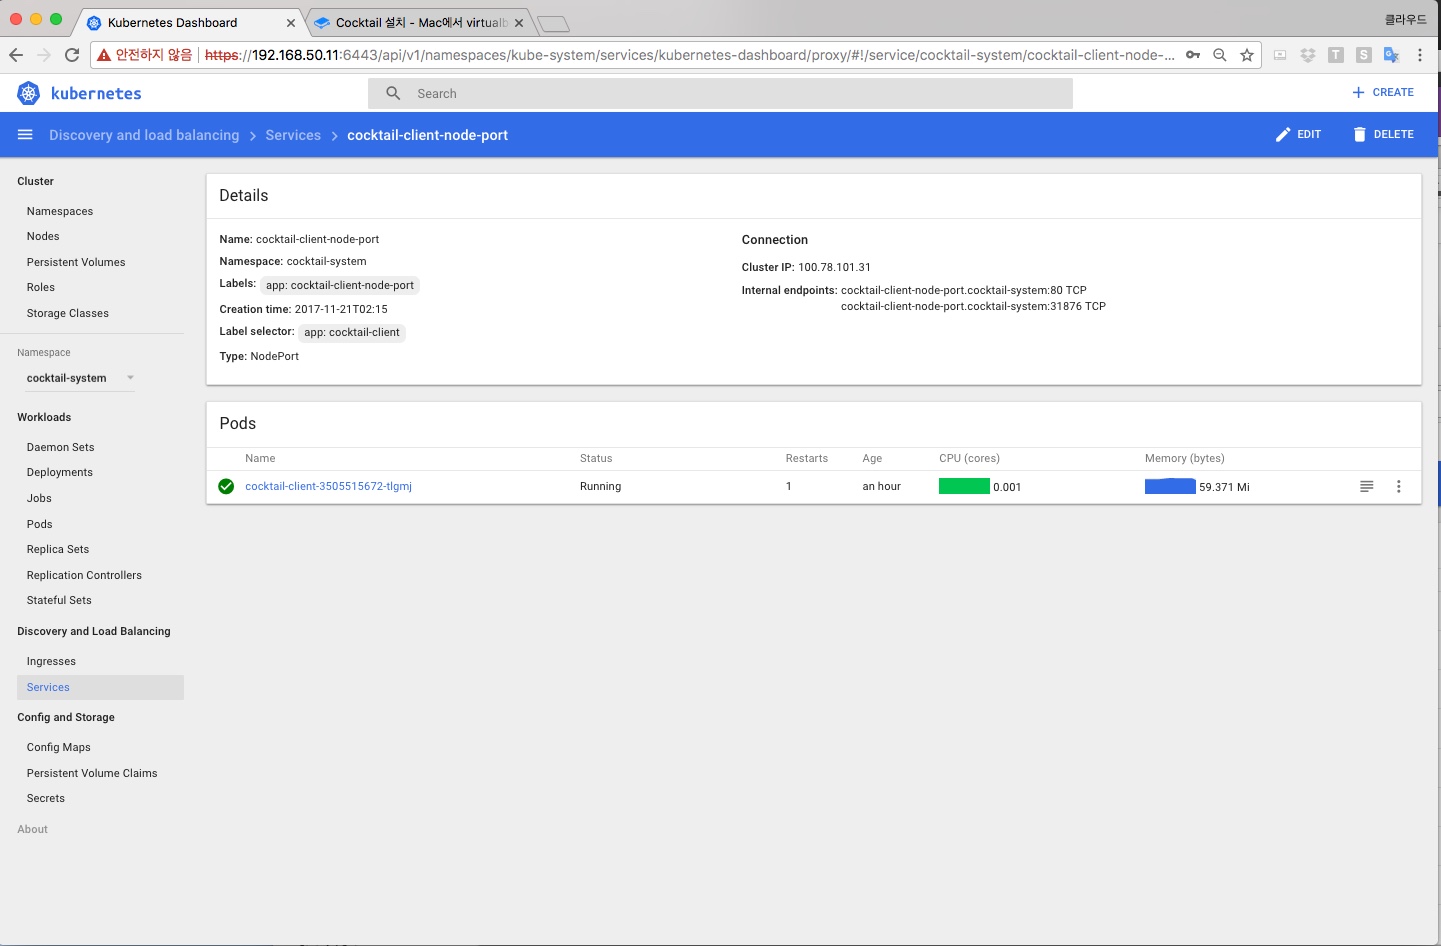 Kubernetes Dashboard
Cocktail 설치 - Mac에서 virtualb
클라우드
안전하지 않음 https://192.168.50.11:6443/api/v1/namespaces/kube-system/services/kubernetes-dashboard/proxy/#!/service/cocktail-system/cocktail-client-node-...
kubernetes
Search
CREATE
Discovery and load balancing > Services > cocktail-client-node-port
EDIT
DELETE
Cluster
Namespaces
Nodes
Persistent Volumes
Roles
Storage Classes
Namespace
cocktail-system
Workloads
Daemon Sets
Deployments
Jobs
Pods
Replica Sets
Replication Controllers
Stateful Sets
Discovery and Load Balancing
Ingresses
Services
Config and Storage
Config Maps
Persistent Volume Claims
Secrets
About
Details
Name: cocktail-client-node-port
Namespace: cocktail-system
Labels: app: cocktail-client-node-port
Creation time: 2017-11-21T02:15
Label selector: app: cocktail-client
Type: NodePort
Connection
Cluster IP: 100.78.101.31
Internal endpoints: cocktail-client-node-port.cocktail-system:80 TCP
cocktail-client-node-port.cocktail-system:31876 TCP
Pods
Name Status Restarts Age CPU (cores) Memory (bytes)
cocktail-client-3505515672-tlgmj Running 1 an hour 0.001 59.371 Mi